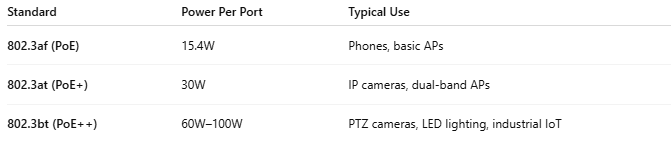 Standard Power Per Port Typical Use
802.3af (PoE) 15.4W Phones, basic APs
802.3at (PoE+) 30W IP cameras, dual-band APs
802.3bt (PoE++) 60W–100W PTZ cameras, LED lighting, industrial IoT